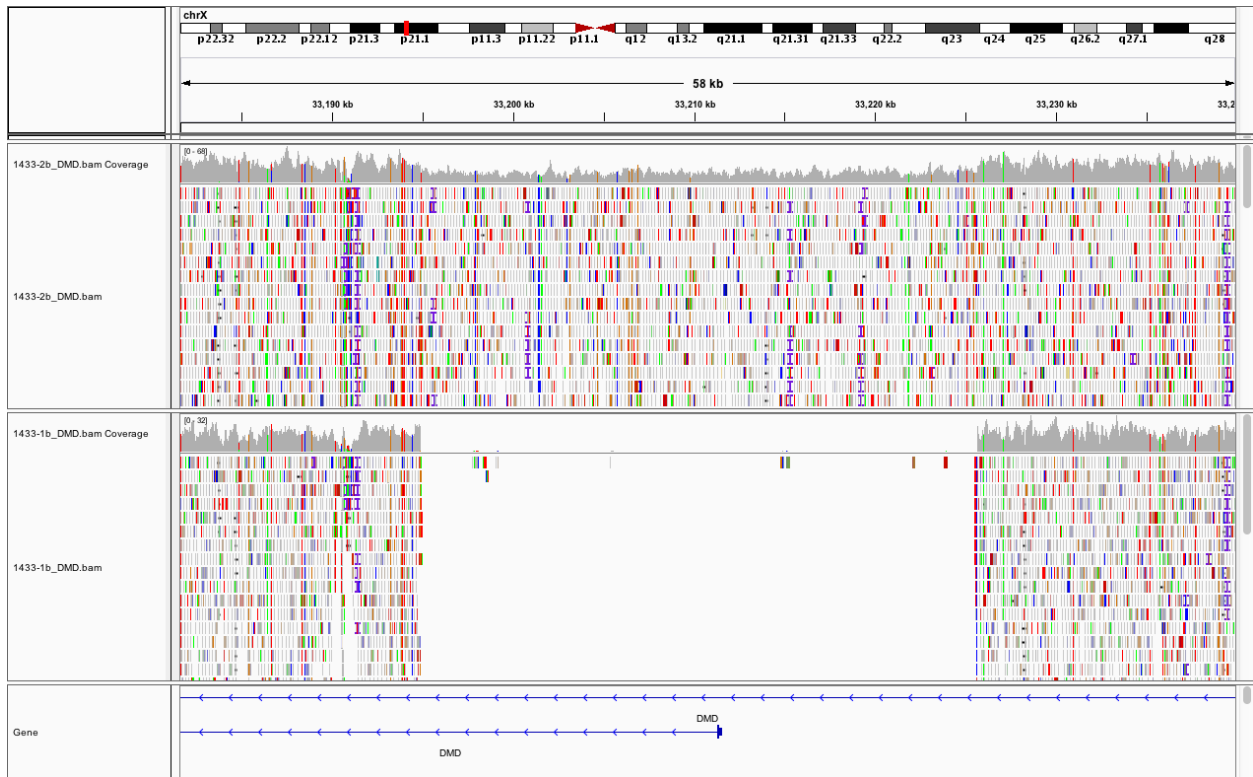 chrX
p22.32 p22.2 p22.12 p21.3 p21.1 p11.3 p11.22 p11.1 q12 q13.2 q21.1 q21.31 q21.33 q22.2 q23 q24 q25 q26.2 q27.1 q28
58 kb
33,190 kb 33,200 kb 33,210 kb 33,220 kb 33,230 kb 33,2
[0 - 68]
1433-2b_DMD.bam Coverage
1433-2b_DMD.bam
[0 - 32]
1433-1b_DMD.bam Coverage
1433-1b_DMD.bam
DMD
Gene
DMD